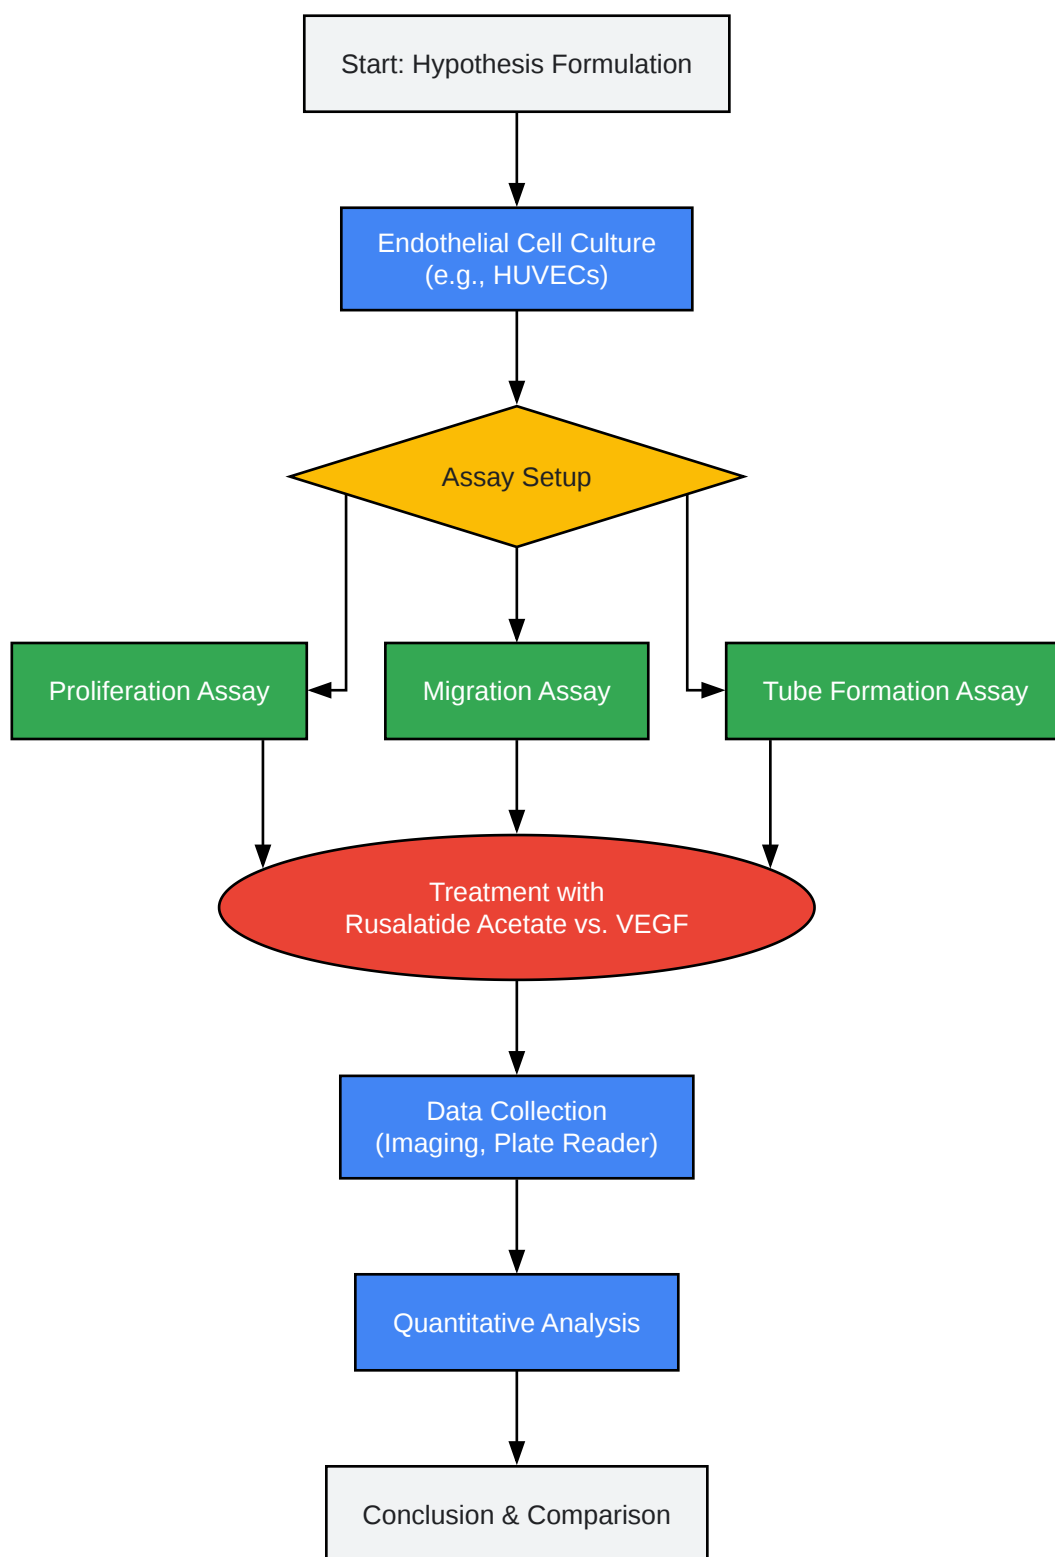 Start: Hypothesis Formulation
Endothelial Cell Culture
(e.g., HUVECs)
Assay Setup
Proliferation Assay
Migration Assay
Tube Formation Assay
Treatment with
Rusalatide Acetate vs. VEGF
Data Collection
(Imaging, Plate Reader)
Quantitative Analysis
Conclusion & Comparison